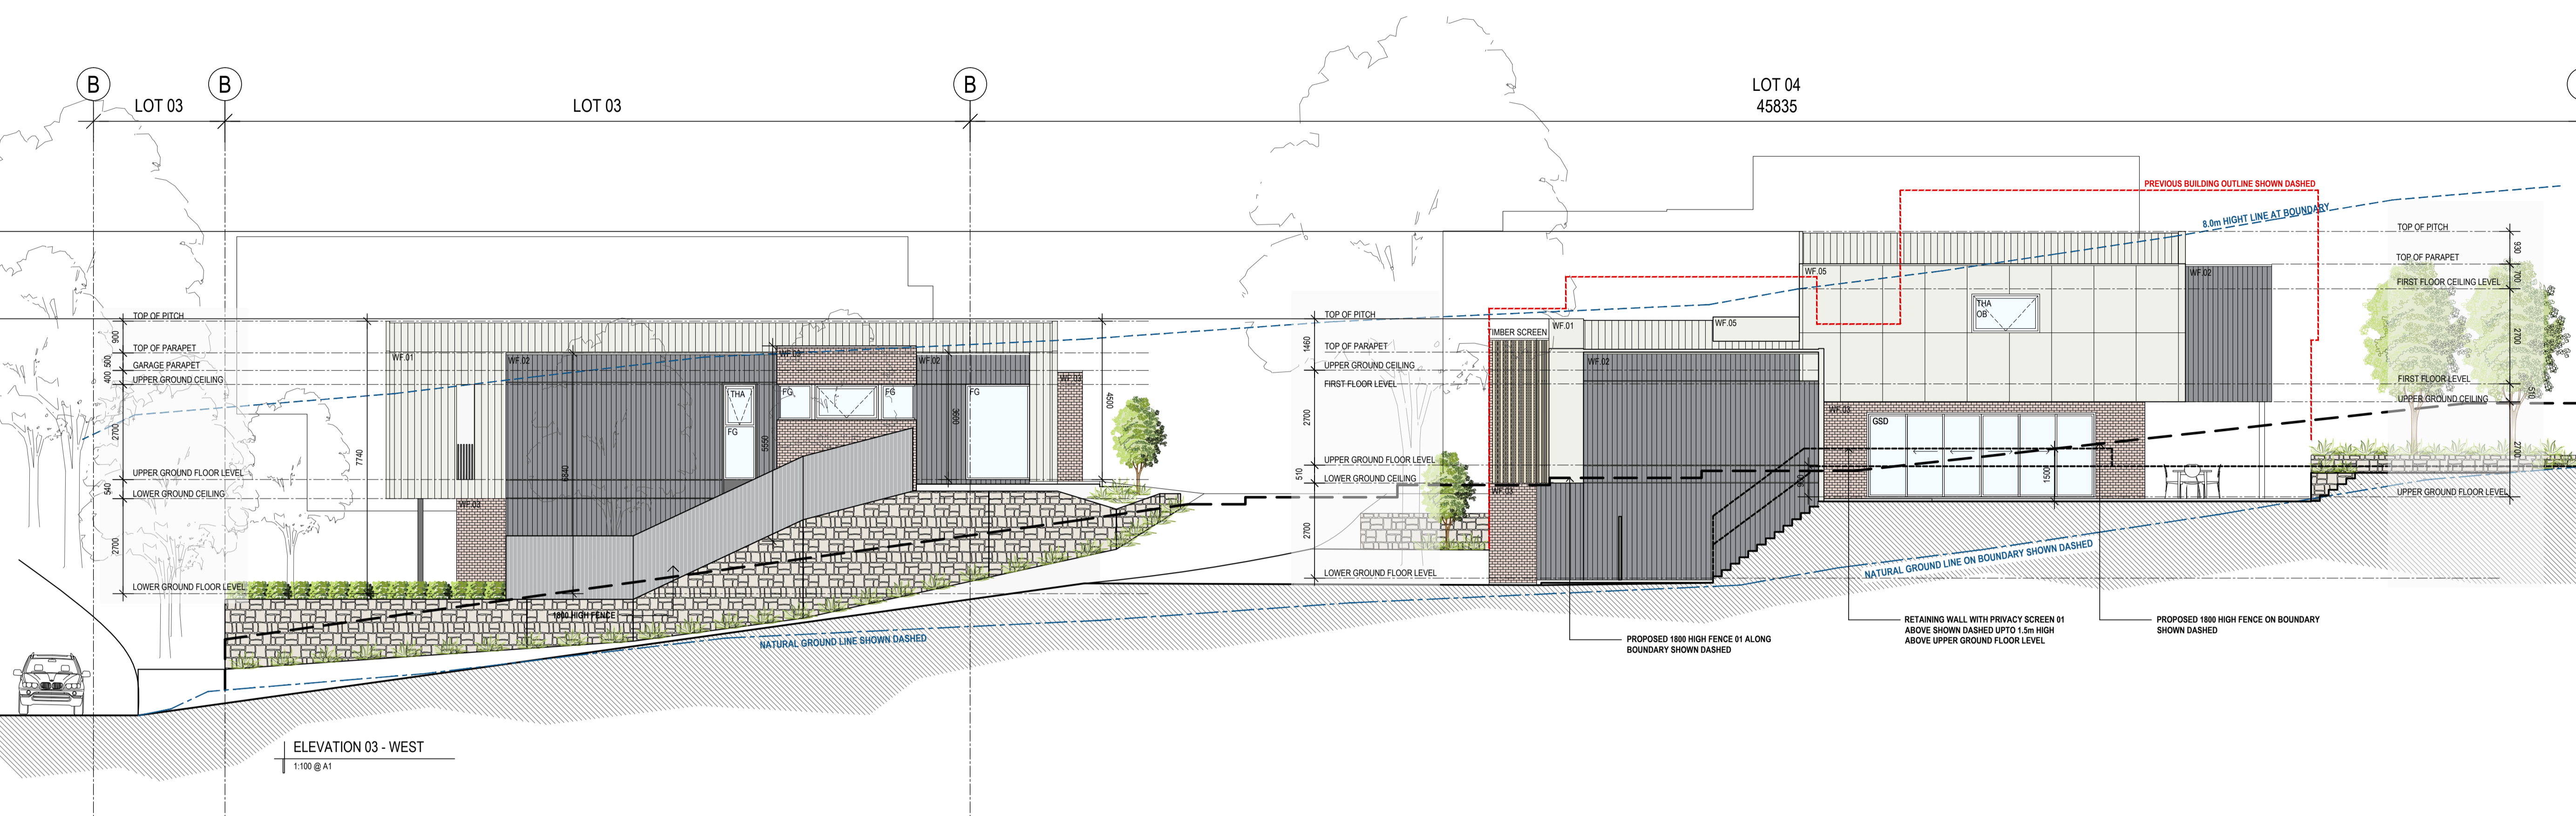 B
B
B
LOT 03
LOT 03
LOT 04
45835
PREVIOUS BUILDING OUTLINE SHOWN DASHED
8.0m HIGHT LINE AT BOUNDARY
TOP OF PITCH
900
TOP OF PARAPET
500
GARAGE PARAPET
400
UPPER GROUND CEILING
2700
UPPER GROUND FLOOR LEVEL
540
LOWER GROUND CEILING
2700
LOWER GROUND FLOOR LEVEL
7740
WF.01
WF.02
WF.03
6840
THA
FG
5550
FG
FG
WF.02
3600
FG
4500
1800 HIGH FENCE
NATURAL GROUND LINE SHOWN DASHED
TOP OF PITCH
1460
TOP OF PARAPET
UPPER GROUND CEILING
FIRST FLOOR LEVEL
2700
UPPER GROUND FLOOR LEVEL
510
LOWER GROUND CEILING
2700
LOWER GROUND FLOOR LEVEL
TIMBER SCREEN
WF.01
WF.02
WF.05
WF.05
WF.02
THA
OB
WF.03
GSD
1500
TOP OF PITCH
930
TOP OF PARAPET
700
FIRST FLOOR CEILING LEVEL
2700
FIRST FLOOR LEVEL
510
UPPER GROUND CEILING
2700
UPPER GROUND FLOOR LEVEL
NATURAL GROUND LINE ON BOUNDARY SHOWN DASHED
PROPOSED 1800 HIGH FENCE 01 ALONG
BOUNDARY SHOWN DASHED
RETAINING WALL WITH PRIVACY SCREEN 01
ABOVE SHOWN DASHED UPTO 1.5m HIGH
ABOVE UPPER GROUND FLOOR LEVEL
PROPOSED 1800 HIGH FENCE ON BOUNDARY
SHOWN DASHED
ELEVATION 03 - WEST
1:100 @ A1